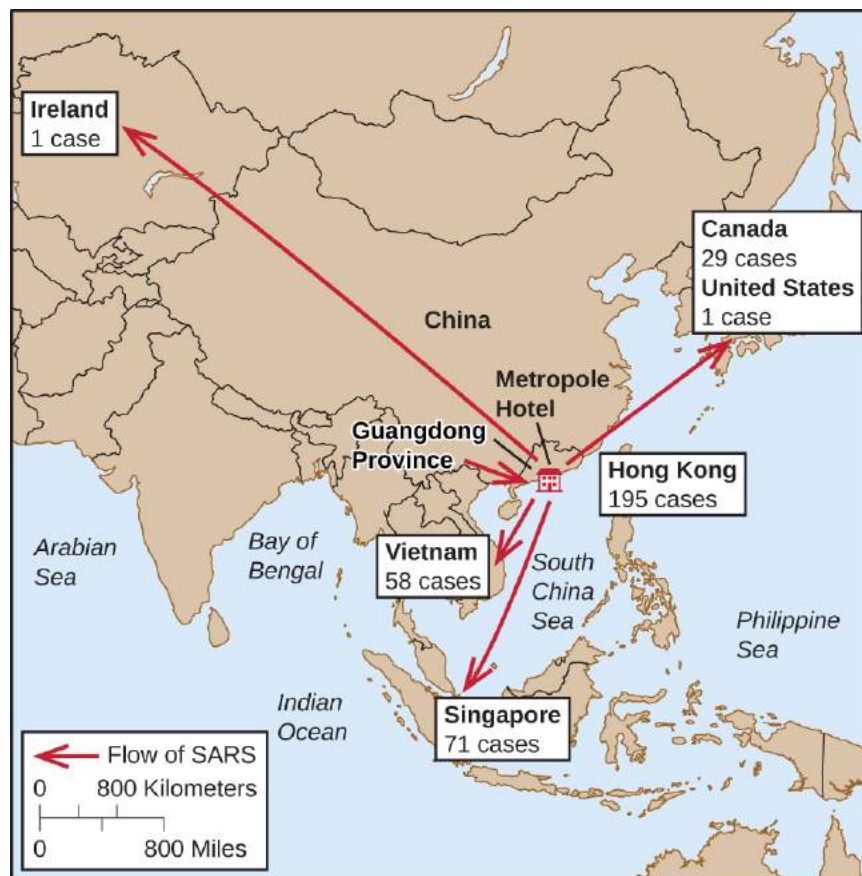 Ireland
1 case
Canada
29 cases
United States
1 case
China
Metropole
Hotel
Guangdong
Province
Hong Kong
195 cases
Arabian
Sea
Bay of
Bengal
Vietnam
58 cases
South
China
Sea
Philippine
Sea
Indian
Ocean
Singapore
71 cases
Flow of SARS
0 800 Kilometers
0 800 Miles